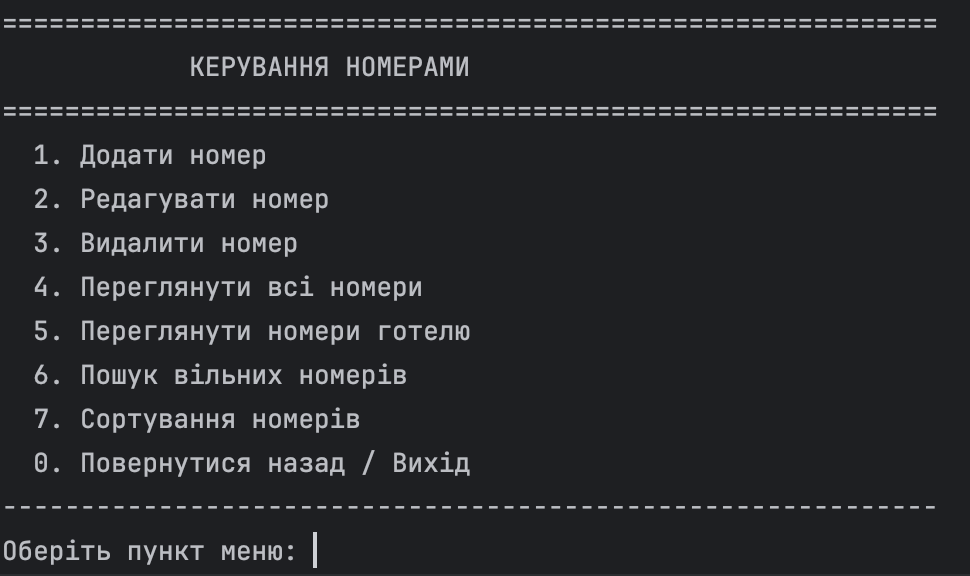 ============================================================
КЕРУВАННЯ НОМЕРАМИ
============================================================
1. Додати номер
2. Редагувати номер
3. Видалити номер
4. Переглянути всі номери
5. Переглянути номери готелю
6. Пошук вільних номерів
7. Сортування номерів
0. Повернутися назад / Вихід
------------------------------------------------------------
Оберіть пункт меню: